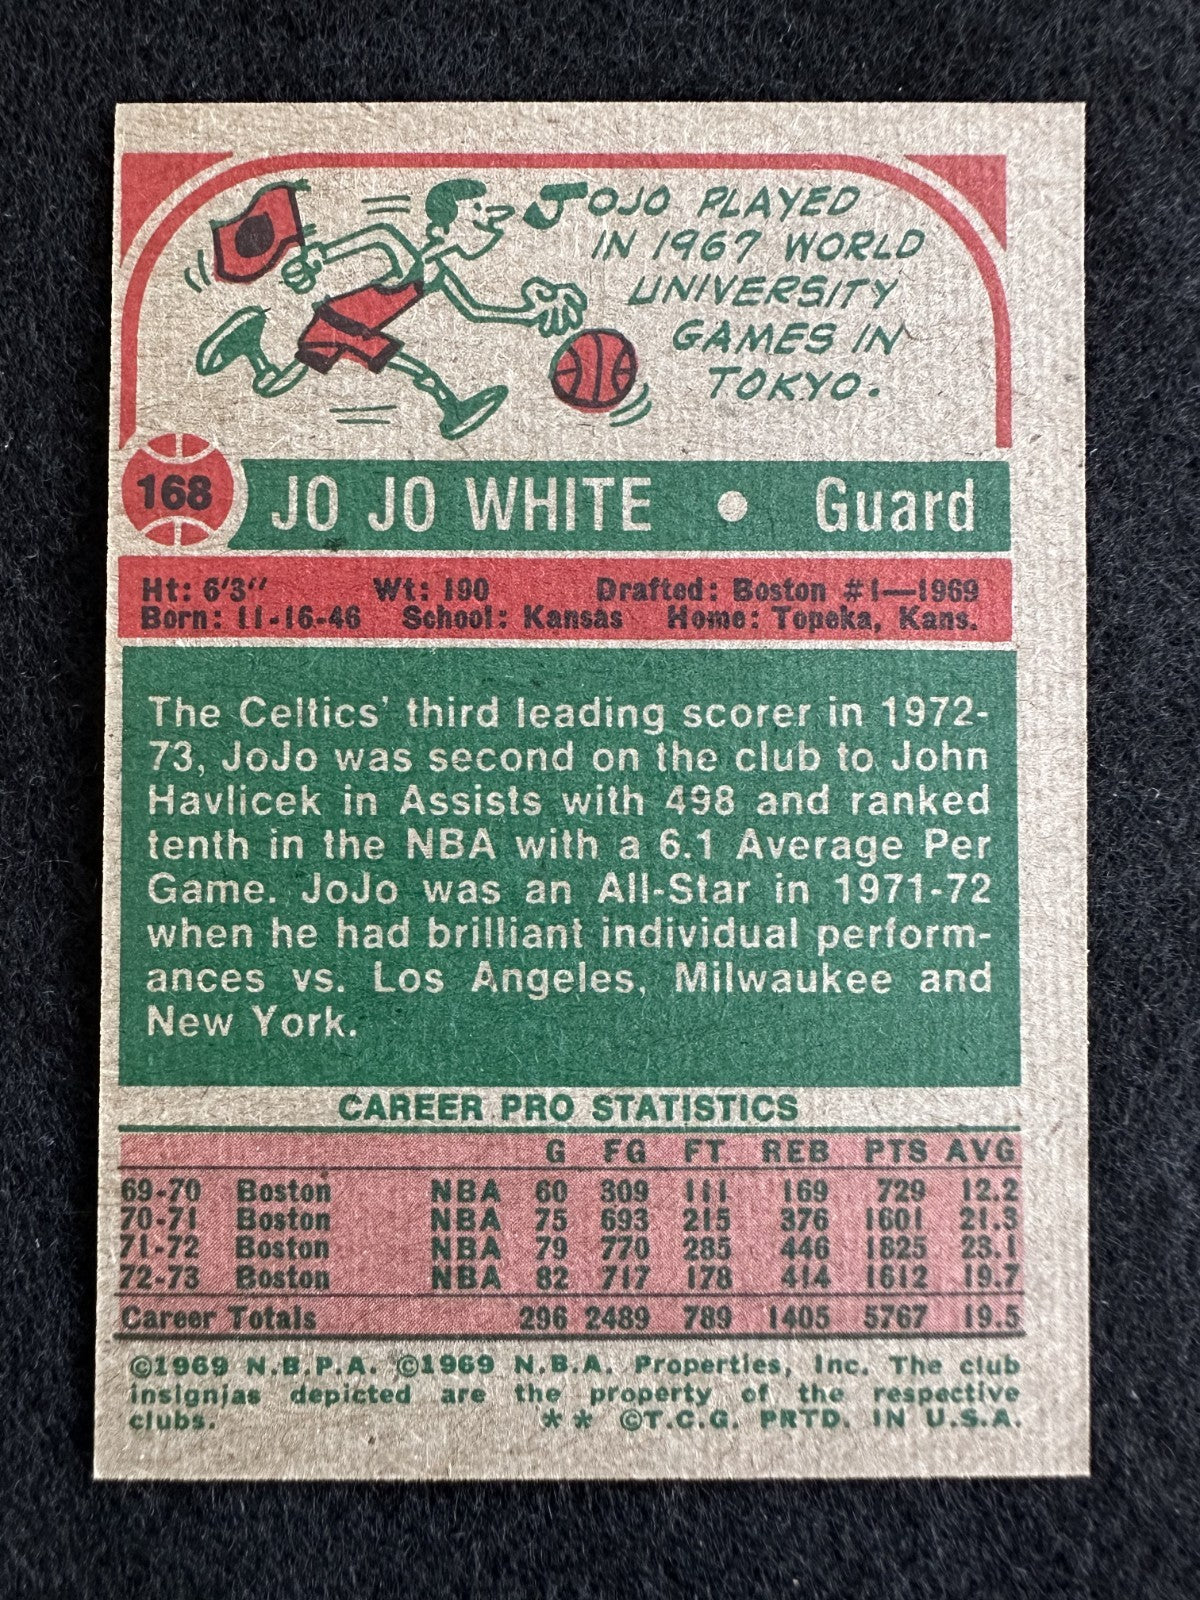 JOJO PLAYED
IN 1967 WORLD
UNIVERSITY
GAMES IN
TOKYO.
168 JO JO WHITE • Guard
Ht: 6'3" Wt: 190 Drafted: Boston #1—1969
Born: 11-16-46 School: Kansas Home: Topeka, Kans.
The Celtics' third leading scorer in 1972-
73, JoJo was second on the club to John
Havlicek in Assists with 498 and ranked
tenth in the NBA with a 6.1 Average Per
Game. JoJo was an All-Star in 1971-72
when he had brilliant individual perform-
ances vs. Los Angeles, Milwaukee and
New York.
CAREER PRO STATISTICS
G FG FT REB PTS AVG
69-70 Boston NBA 60 309 111 169 729 12.2
70-71 Boston NBA 75 693 215 376 1601 21.3
71-72 Boston NBA 79 770 285 446 1825 23.1
72-73 Boston NBA 82 717 178 414 1612 19.7
Career Totals 296 2489 789 1405 5767 19.5
©1969 N.B.P.A. ©1969 N.B.A. Properties, Inc. The club
insignias depicted are the property of the respective
clubs. ** ©T.C.G. PRTD. IN U.S.A.